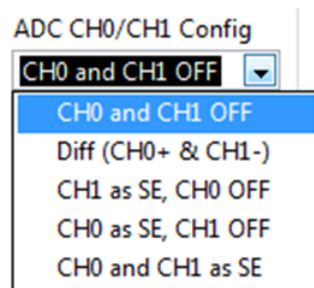 ADC CH0/CH1 Config
CH0 and CH1 OFF
CH0 and CH1 OFF
Diff (CH0+ & CH1-)
CH1 as SE, CH0 OFF
CH0 as SE, CH1 OFF
CH0 and CH1 as SE